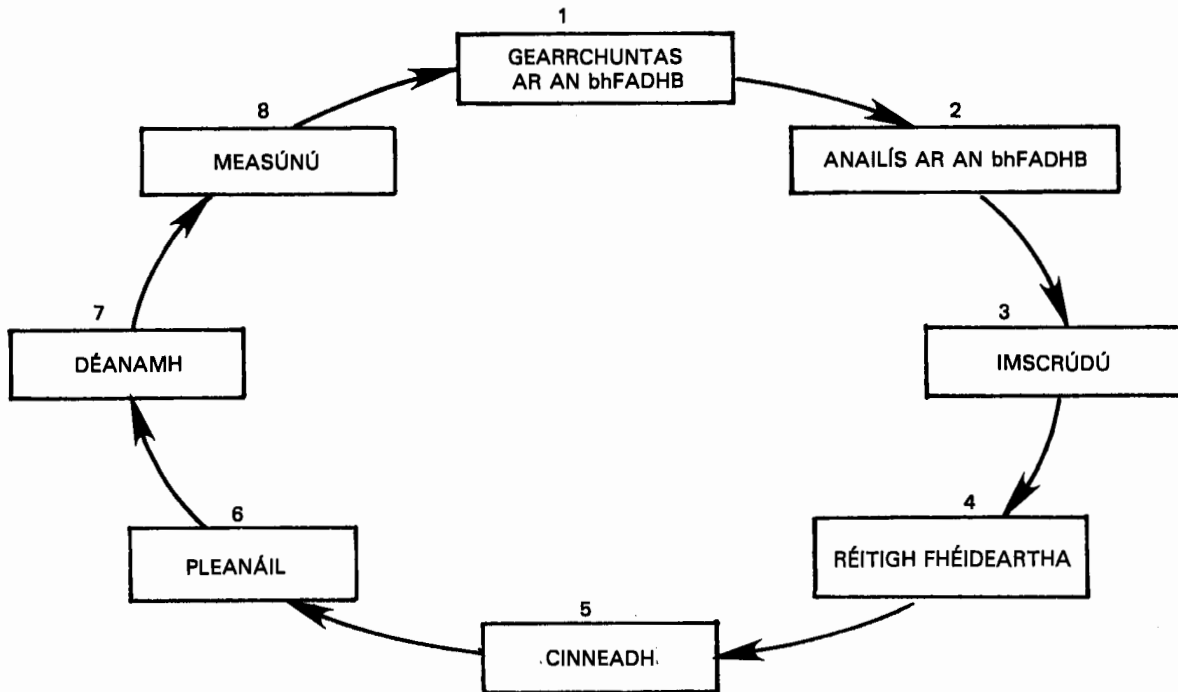 1
GEARRCHUNTAS
AR AN bhFADHB
2
ANAILÍS AR AN bhFADHB
3
IMSCRÚDÚ
4
RÉITIGH FHÉIDEARTHA
5
CINNEADH
6
PLEANÁIL
7
DÉANAMH
8
MEASÚNÚ